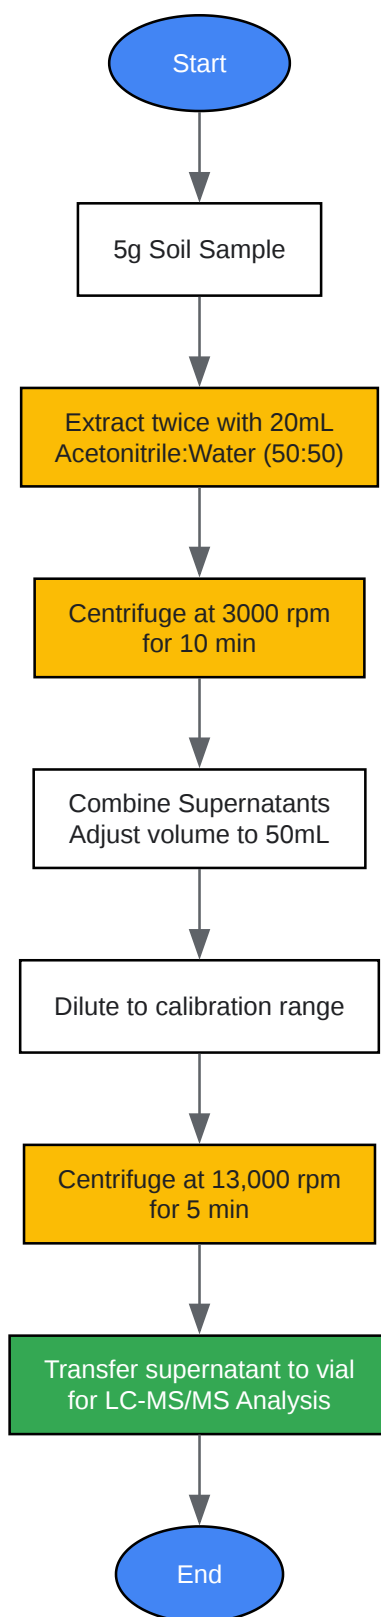 Start
5g Soil Sample
Extract twice with 20mL
Acetonitrile:Water (50:50)
Centrifuge at 3000 rpm
for 10 min
Combine Supernatants
Adjust volume to 50mL
Dilute to calibration range
Centrifuge at 13,000 rpm
for 5 min
Transfer supernatant to vial
for LC-MS/MS Analysis
End